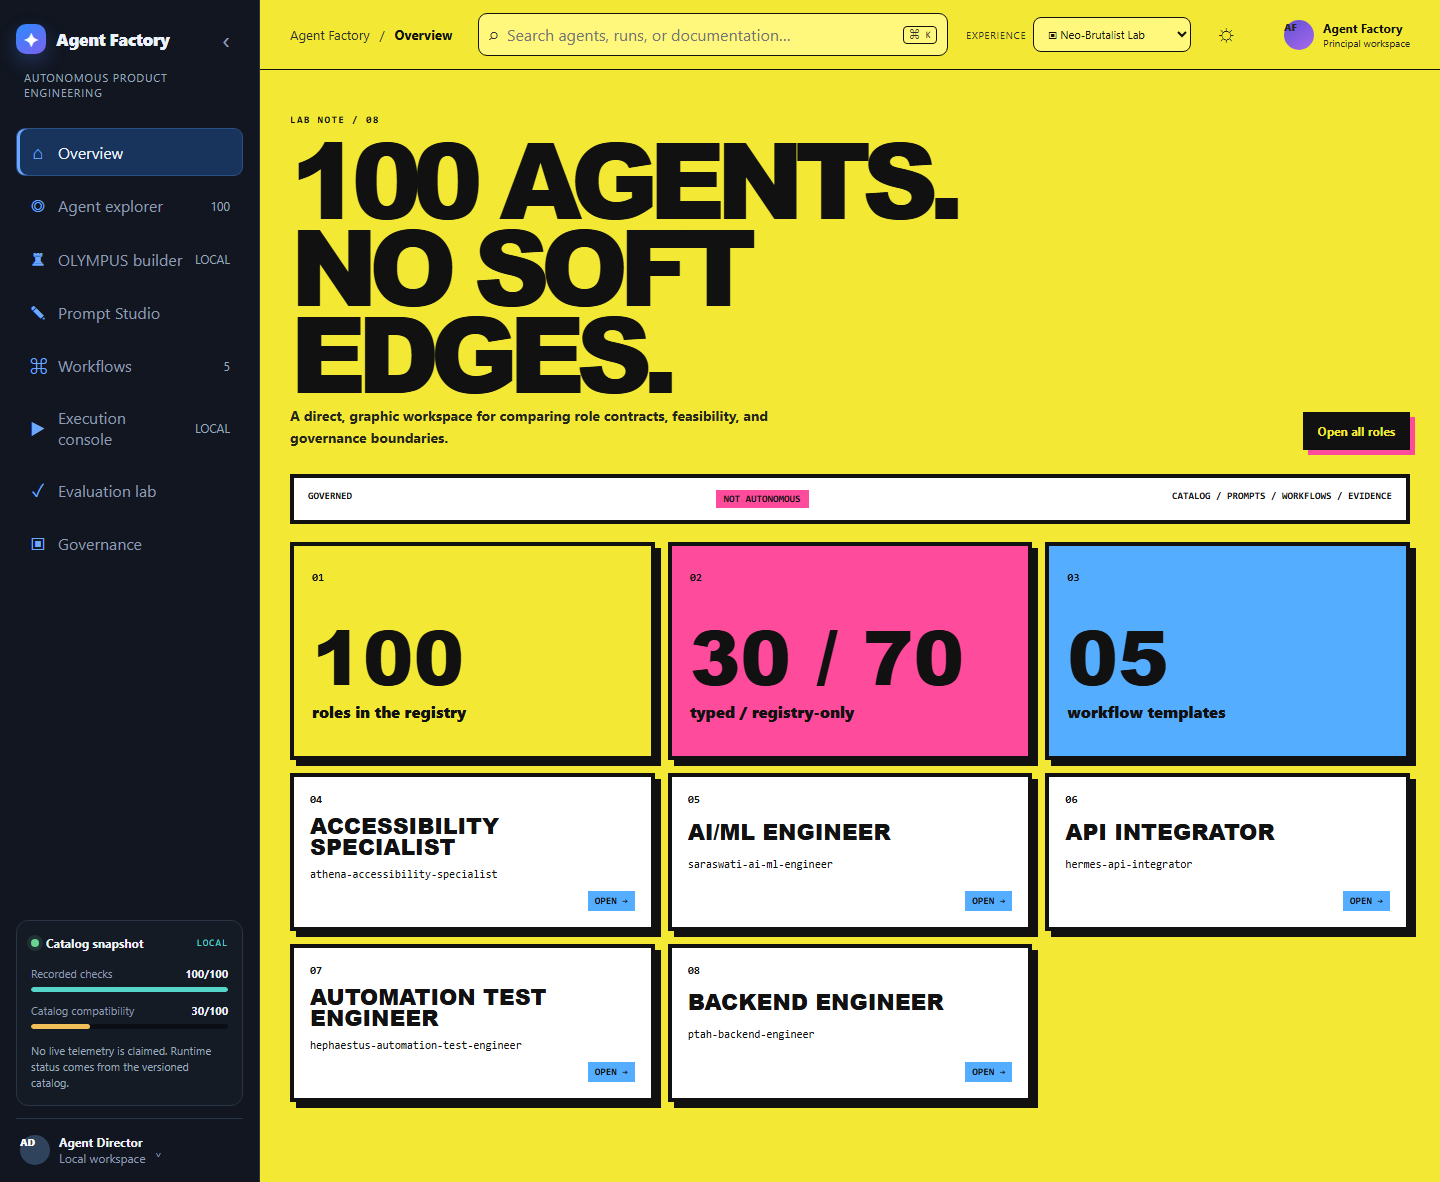 Agent Factory
AUTONOMOUS PRODUCT
ENGINEERING
Overview
Agent explorer 100
OLYMPUS builder LOCAL
Prompt Studio
Workflows 5
Execution
console LOCAL
Evaluation lab
Governance
Catalog snapshot LOCAL
Recorded checks 100/100
Catalog compatibility 30/100
No live telemetry is claimed. Runtime
status comes from the versioned
catalog.
AD
Agent Director
Local workspace
Agent Factory / Overview
Search agents, runs, or documentation...
⌘ K
EXPERIENCE
▣ Neo-Brutalist Lab
AF
Agent Factory
Principal workspace
LAB NOTE / 08
100 AGENTS.
NO SOFT
EDGES.
A direct, graphic workspace for comparing role contracts, feasibility, and
governance boundaries.
Open all roles
GOVERNED
NOT AUTONOMOUS
CATALOG / PROMPTS / WORKFLOWS / EVIDENCE
01
100
roles in the registry
02
30 / 70
typed / registry-only
03
05
workflow templates
04
ACCESSIBILITY
SPECIALIST
athena-accessibility-specialist
OPEN →
05
AI/ML ENGINEER
saraswati-ai-ml-engineer
OPEN →
06
API INTEGRATOR
hermes-api-integrator
OPEN →
07
AUTOMATION TEST
ENGINEER
hephaestus-automation-test-engineer
OPEN →
08
BACKEND ENGINEER
ptah-backend-engineer
OPEN →